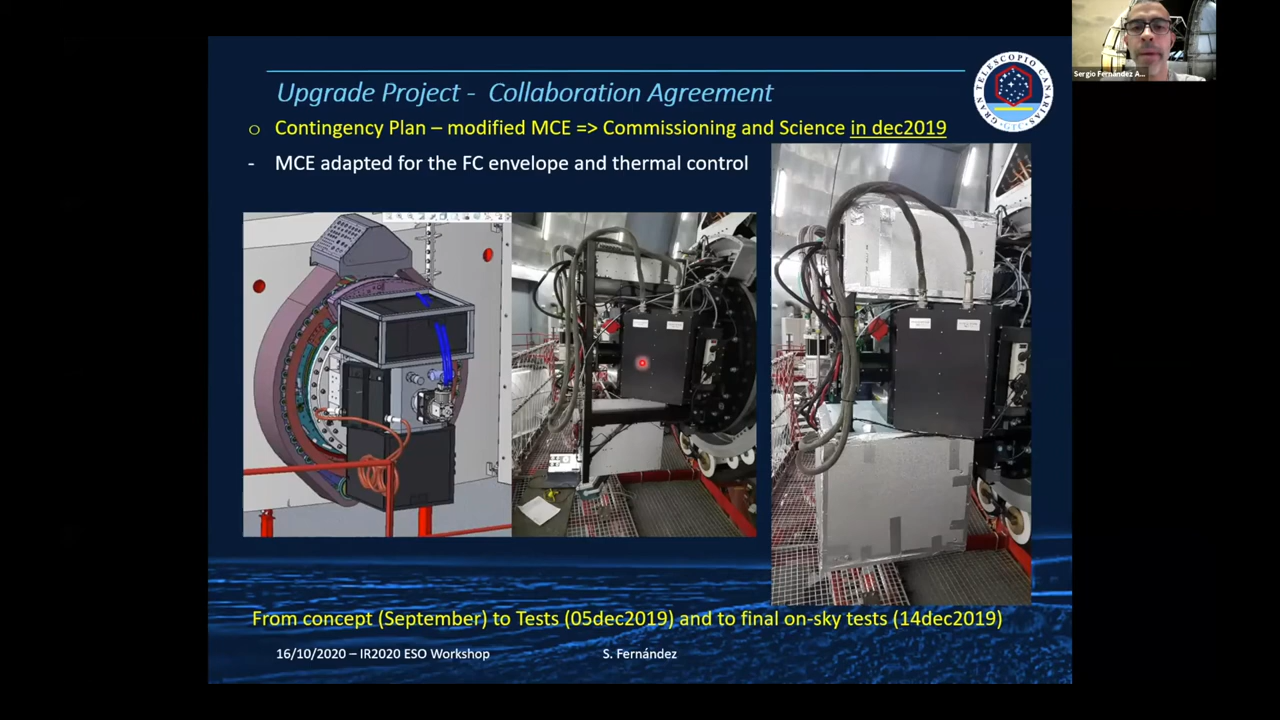 Sergio Fernández A...
GRAN TELESCOPIO CANARIAS
GTC
Upgrade Project - Collaboration Agreement
o Contingency Plan – modified MCE => Commissioning and Science in dec2019
- MCE adapted for the FC envelope and thermal control
From concept (September) to Tests (05dec2019) and to final on-sky tests (14dec2019)
16/10/2020 – IR2020 ESO Workshop
S. Fernández